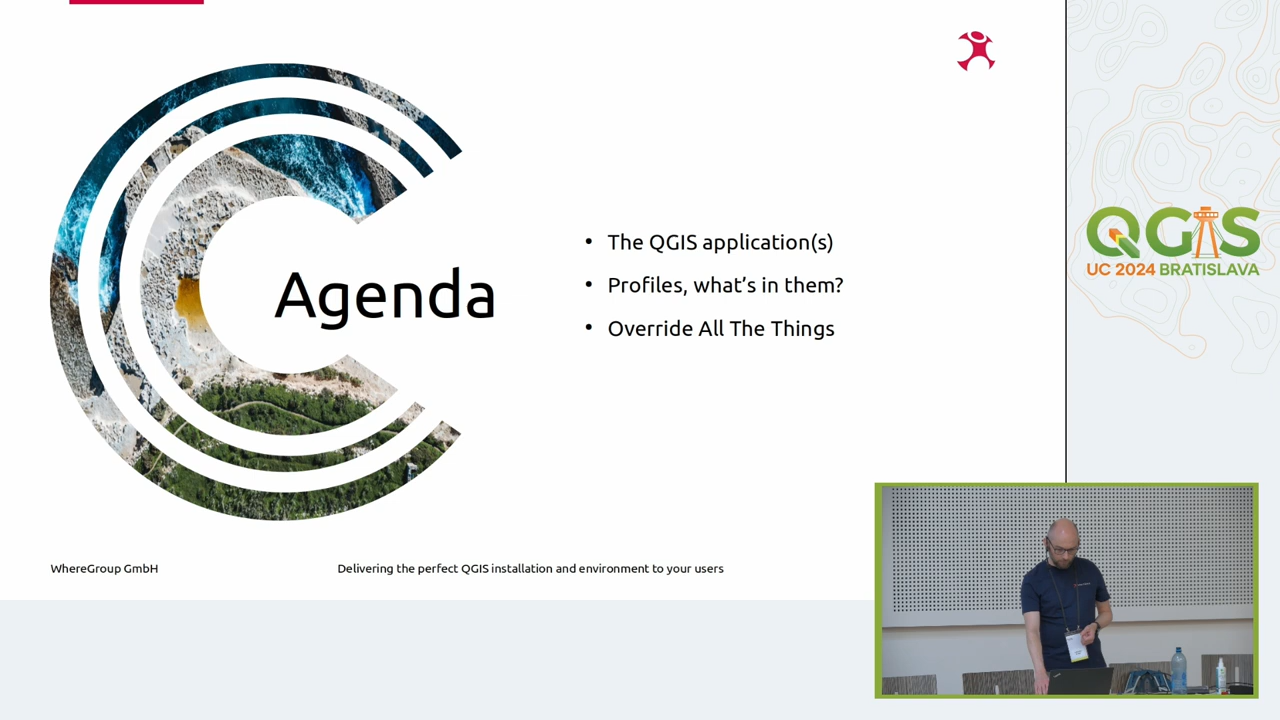 Agenda
• The QGIS application(s)
• Profiles, what's in them?
• Override All The Things
WhereGroup GmbH
Delivering the perfect QGIS installation and environment to your users
QGIS
UC 2024 BRATISLAVA